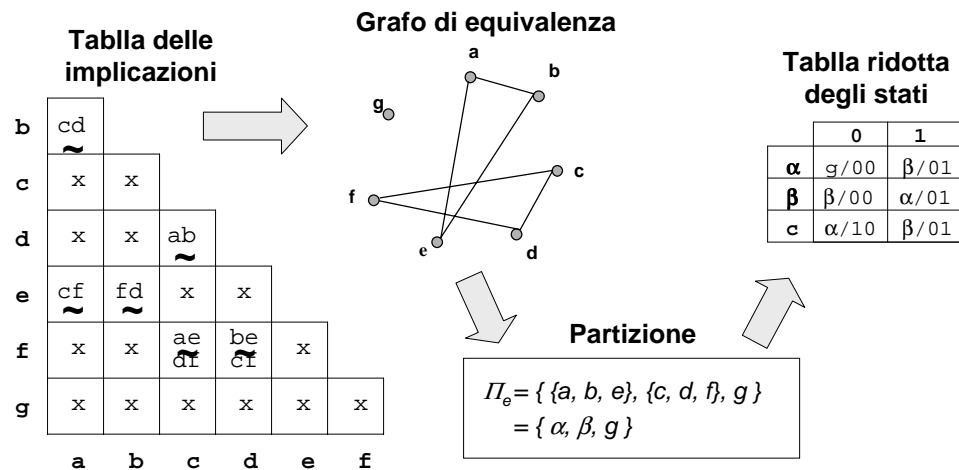 Grafo di equivalenza
Tablla delle
implicazioni
Tablla ridotta
degli stati
a
b
g
c
f
e
d
b cd ~
c x x
d x x ab ~
e cf ~ fd ~ x x
f x x ae df ~ be cf ~ x
g x x x x x x
a b c d e f
0 1
α g/00 β/01
β β/00 α/01
c α/10 β/01
Partizione
Πe = { {a, b, e}, {c, d, f}, g }
= { α, β, g }